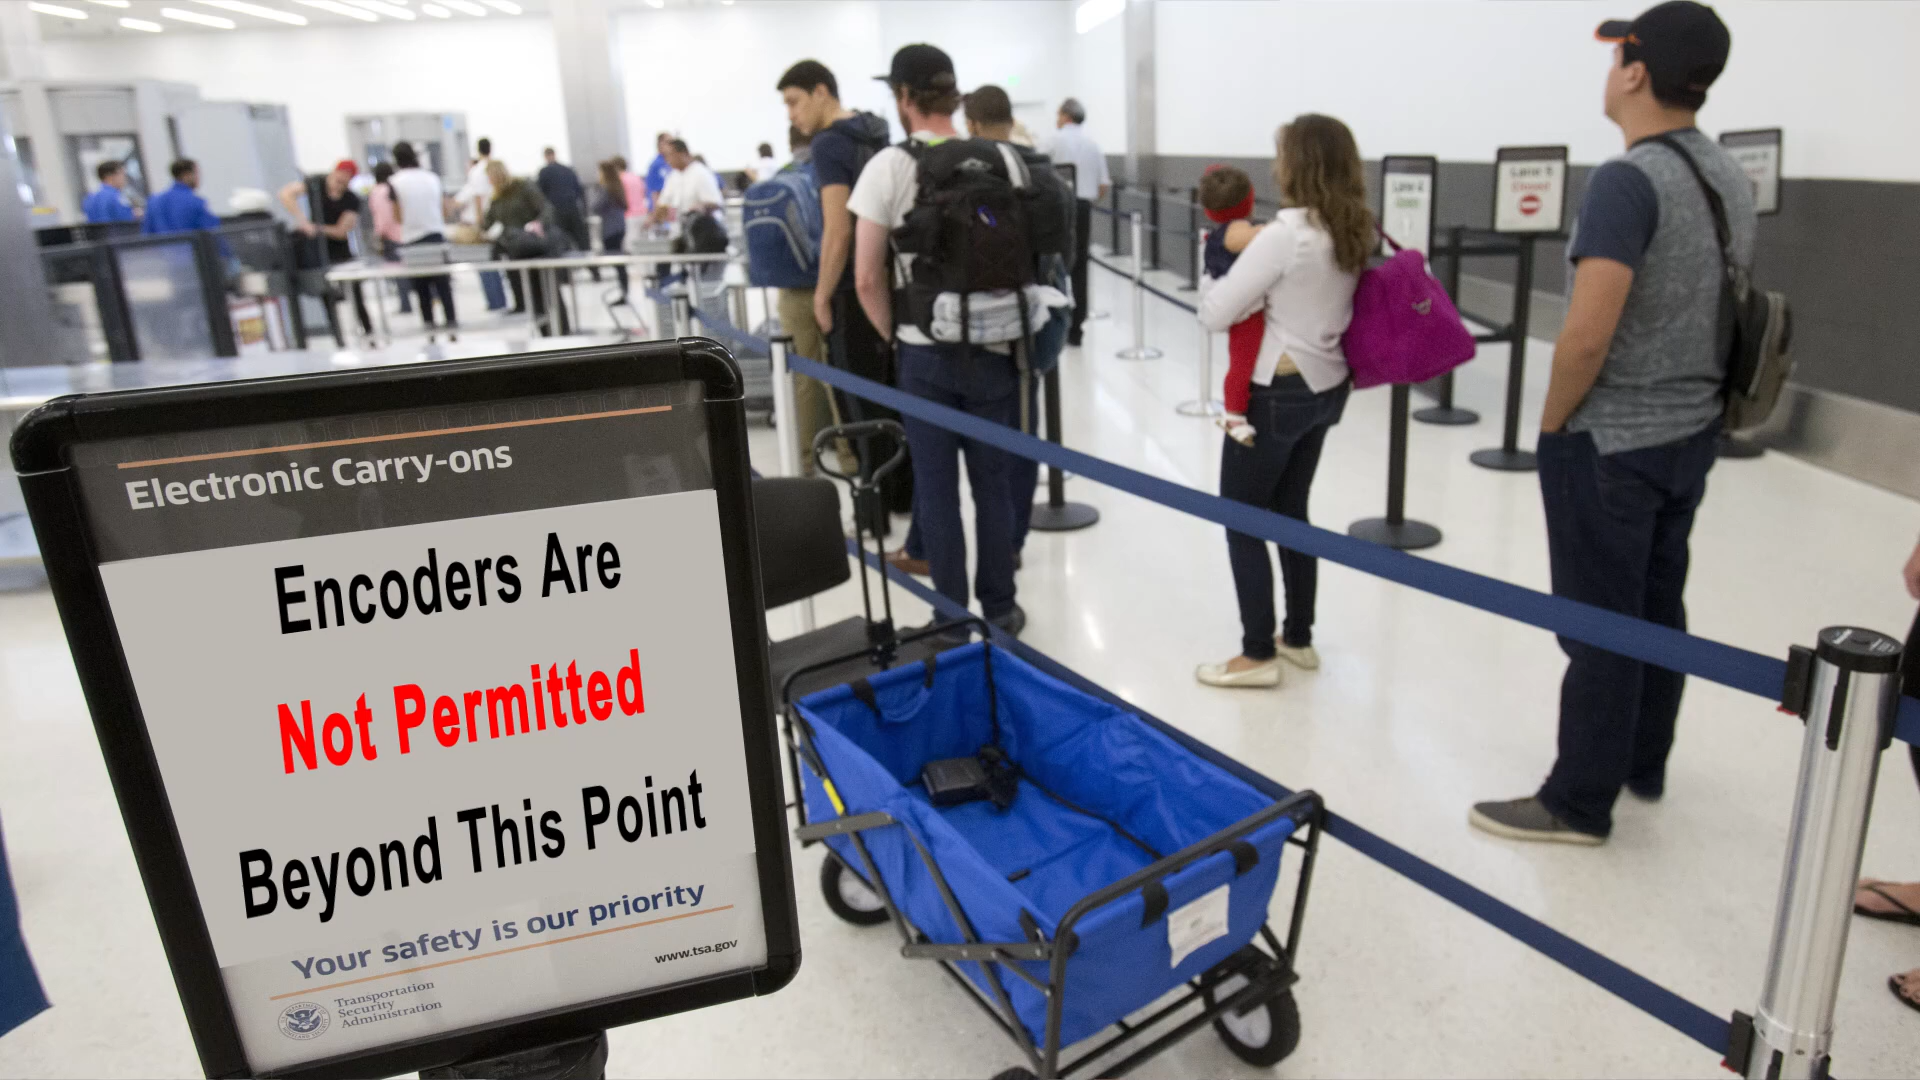 Electronic Carry-ons
Encoders Are
Not Permitted
Beyond This Point
Your safety is our priority
www.tsa.gov
Transportation
Security
Administration
Closed